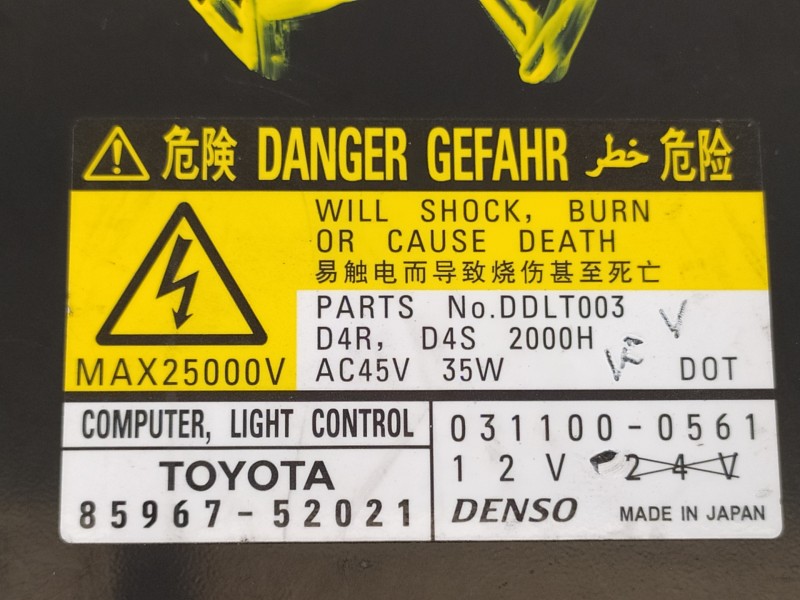 危険 DANGER GEFAHR خطر 危险
WILL SHOCK, BURN
OR CAUSE DEATH
易触电而导致烧伤甚至死亡
MAX25000V
PARTS No.DDLT003
D4R, D4S 2000H
AC45V 35W DOT
COMPUTER, LIGHT CONTROL
TOYOTA
85967-52021
031100-0561
12V 24V
DENSO MADE IN JAPAN